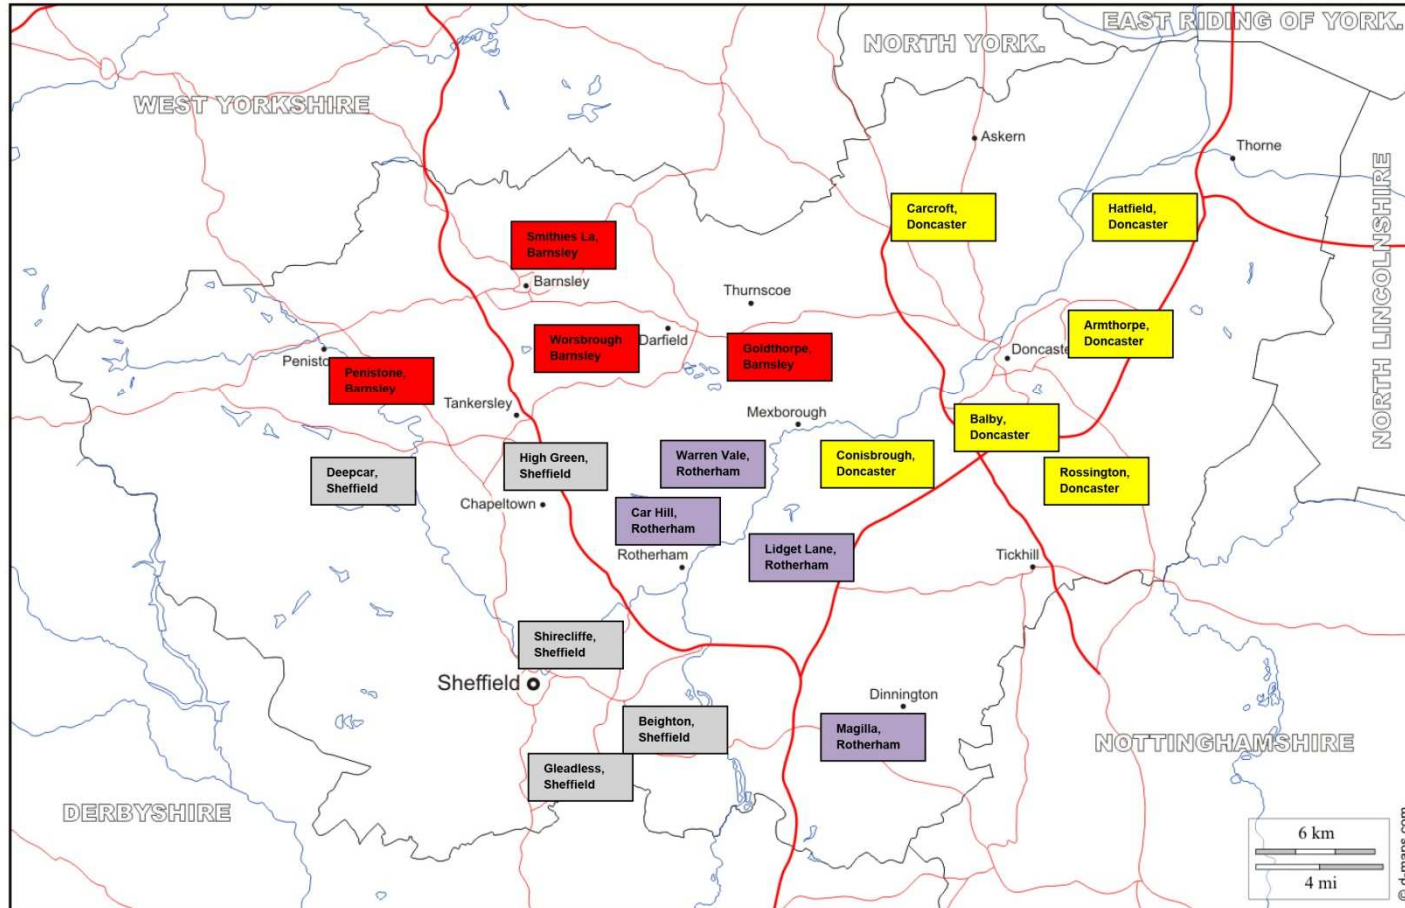 EAST RIDING OF YORK.
NORTH YORK.
WEST YORKSHIRE
Askern
Thorne
NORTH LINCOLNSHIRE
Carcroft,
Doncaster
Hatfield,
Doncaster
Smithies La,
Barnsley
Barnsley
Thurnscoe
Worsbrough
Barnsley
Darfield
Goldthorpe,
Barnsley
Armthorpe,
Doncaster
Doncaste
Penisto
Penistone,
Barnsley
Tankersley
Mexborough
Balby,
Doncaster
Deepcar,
Sheffield
High Green,
Sheffield
Warren Vale,
Rotherham
Conisbrough,
Doncaster
Rossington,
Doncaster
Chapeltown
Car Hill,
Rotherham
Rotherham
Lidget Lane,
Rotherham
Tickhill
Shirecliffe,
Sheffield
Sheffield
Dinnington
Beighton,
Sheffield
Magilla,
Rotherham
NOTTINGHAMSHIRE
Gleadless,
Sheffield
DERBYSHIRE
6 km
4 mi
© d-maps.com